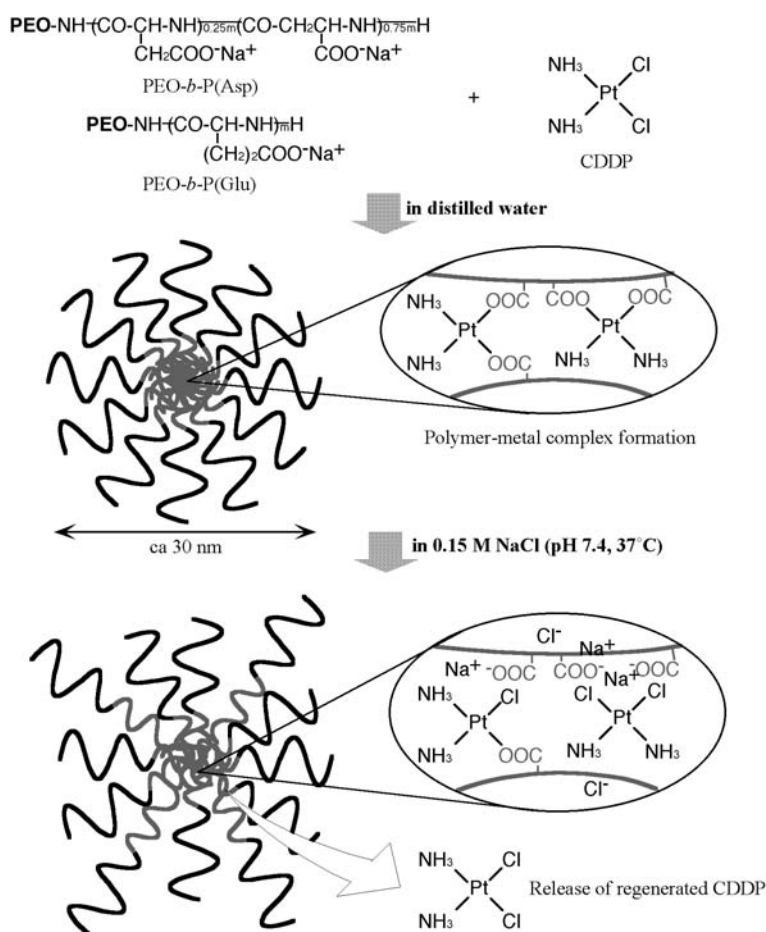 PEO-NH-(CO-CH-NH)0.25m(CO-CH2CH-NH)0.75mH
CH2COO-Na+
COO-Na+
PEO-b-P(Asp)
PEO-NH-(CO-CH-NH)mH
(CH2)2COO-Na+
PEO-b-P(Glu)
+
NH3 Cl
Pt
NH3 Cl
CDDP
in distilled water
NH3 OOC COO OOC
Pt Pt
NH3 OOC NH3 NH3
Polymer-metal complex formation
ca 30 nm
in 0.15 M NaCl (pH 7.4, 37°C)
Cl- Na+
Na+ -OOC COO- Na+ -OOC
NH3 Cl Cl Cl
Pt Pt
NH3 OOC NH3 NH3
Cl-
NH3 Cl
Pt
NH3 Cl
Release of regenerated CDDP